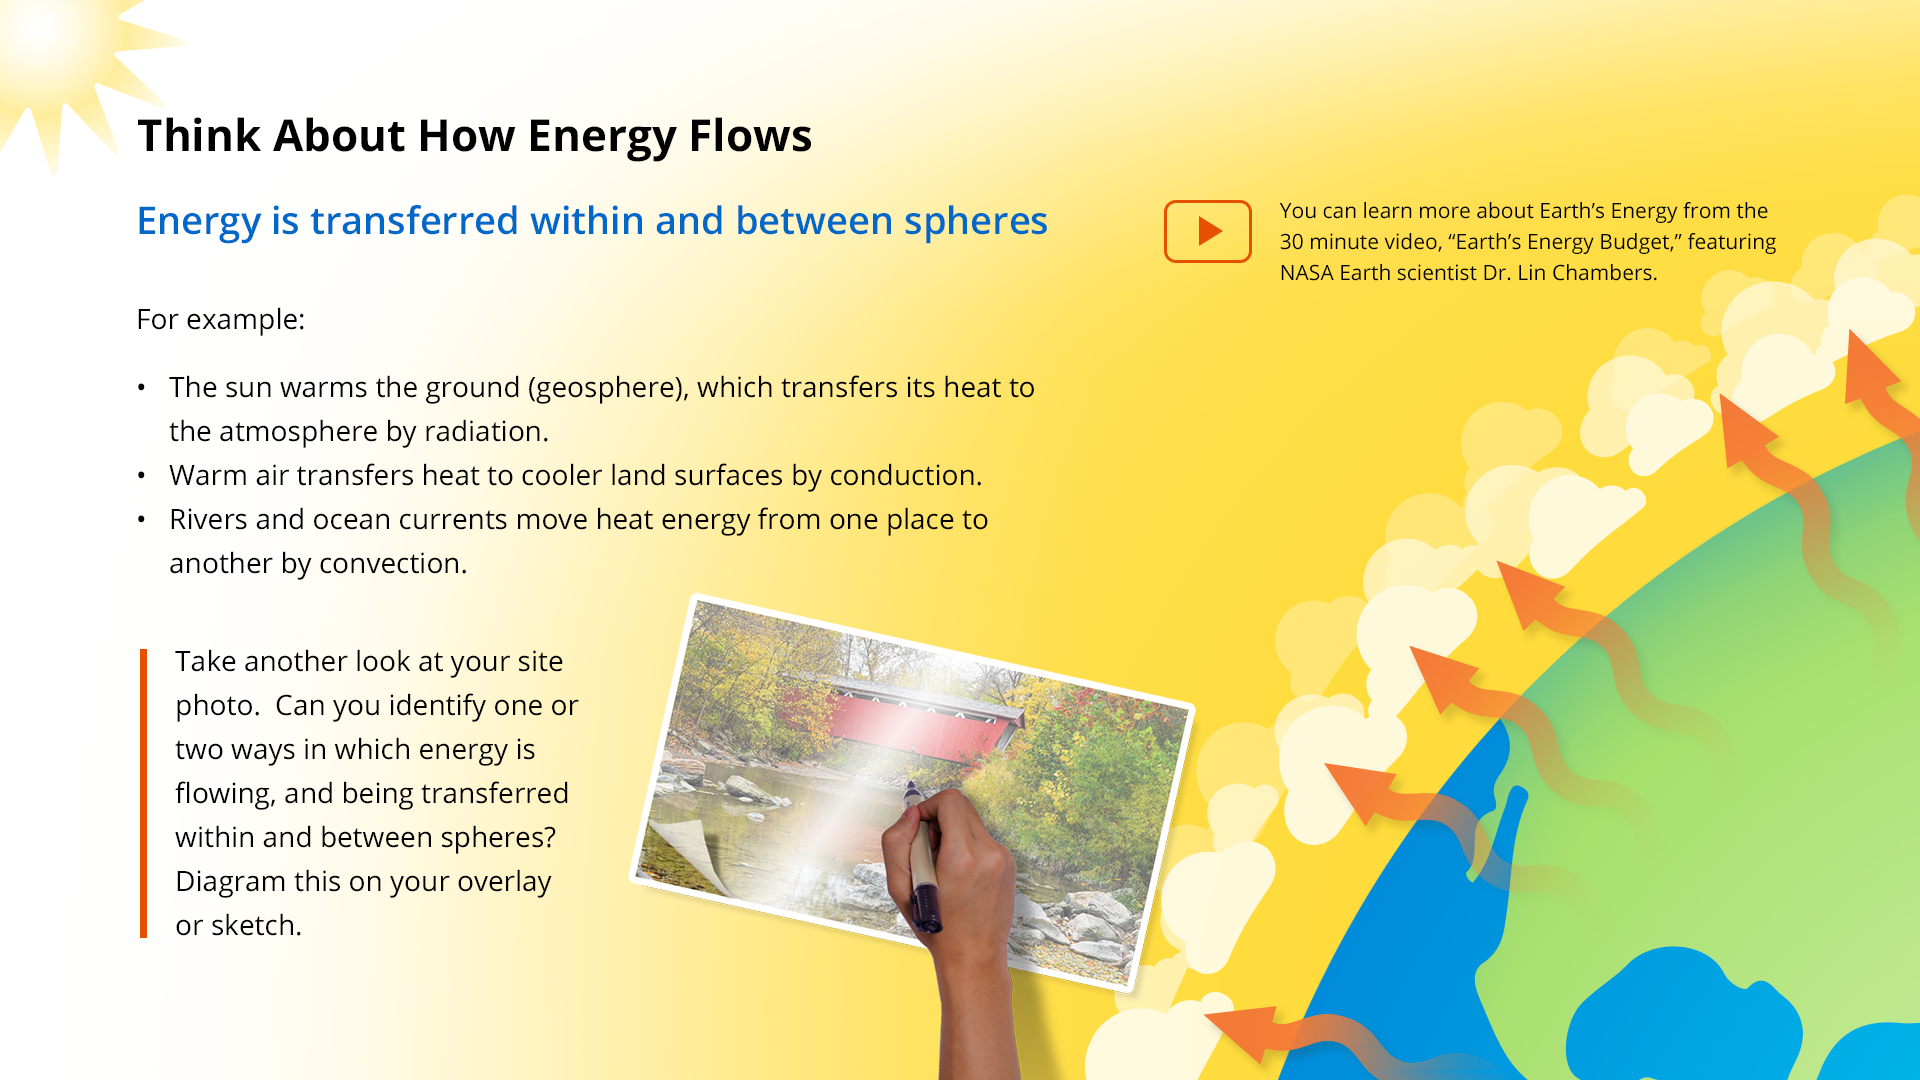 Think About How Energy Flows
Energy is transferred within and between spheres
You can learn more about Earth’s Energy from the
30 minute video, “Earth’s Energy Budget,” featuring
NASA Earth scientist Dr. Lin Chambers.
For example:
• The sun warms the ground (geosphere), which transfers its heat to
the atmosphere by radiation.
• Warm air transfers heat to cooler land surfaces by conduction.
• Rivers and ocean currents move heat energy from one place to
another by convection.
Take another look at your site
photo.  Can you identify one or
two ways in which energy is
flowing, and being transferred
within and between spheres?
Diagram this on your overlay
or sketch.